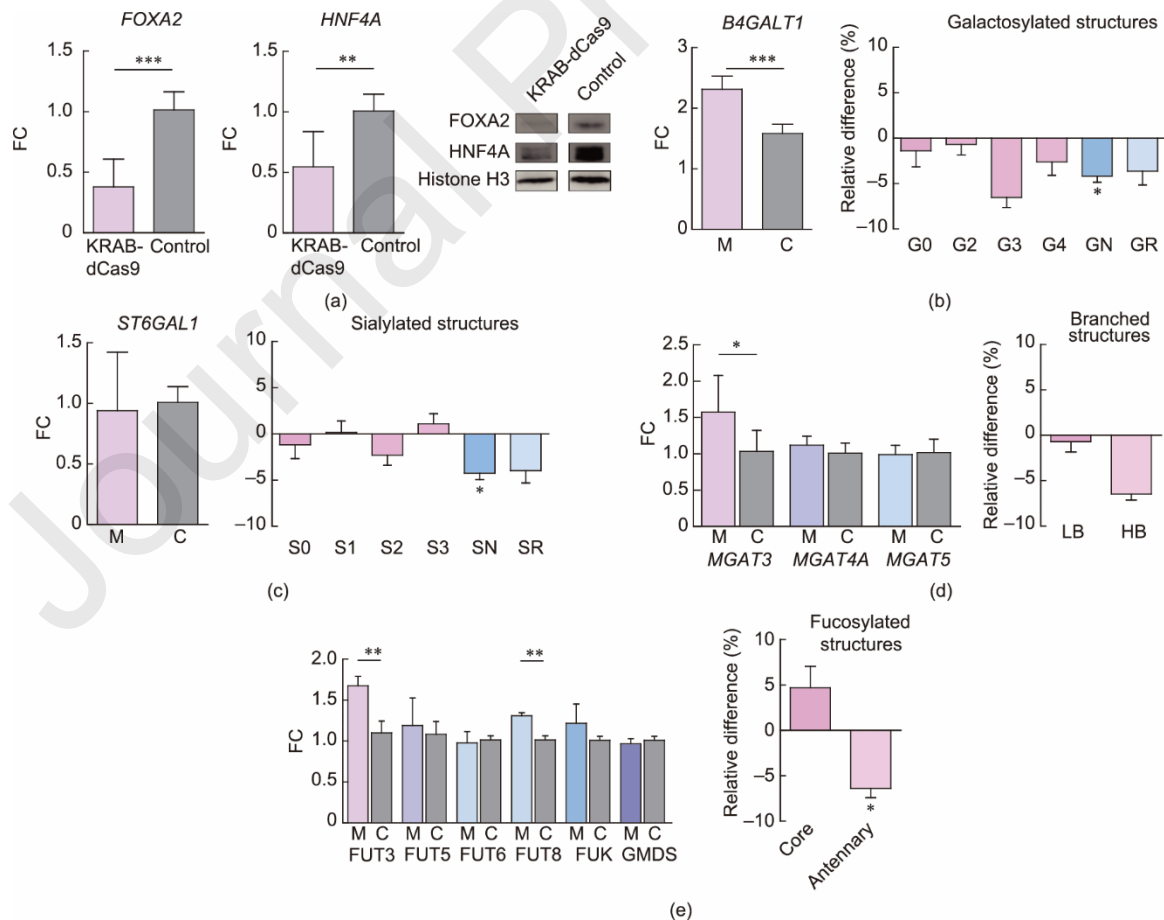 FOXA2
1.5
1.0
0.5
0
FC
***
KRAB-
dCas9
Control
HNF4A
1.5
1.0
0.5
0
FC
**
KRAB-
dCas9
Control
KRAB-dCas9
Control
FOXA2
HNF4A
Histone H3
(a)
B4GALT1
3
2
1
0
FC
***
M C
Galactosylated structures
Relative difference (%)
10
5
0
−5
−10
*
G0 G2 G3 G4 GN GR
(b)
ST6GAL1
1.5
1.0
0.5
0
FC
M C
Sialylated structures
10
5
0
−5
−10
*
S0 S1 S2 S3 SN SR
(c)
2.5
2.0
1.5
1.0
0.5
0
FC
*
M C M C M C
MGAT3 MGAT4A MGAT5
Branched
structures
Relative difference (%)
10
5
0
−5
−10
LB HB
(d)
2.0
1.5
1.0
0.5
0
FC
** **
M C M C M C M C M C M C
FUT3 FUT5 FUT6 FUT8 FUK GMDS
Fucosylated
structures
Relative difference (%)
10
5
0
−5
−10
*
Core
Antennary
(e)
Journal Pr